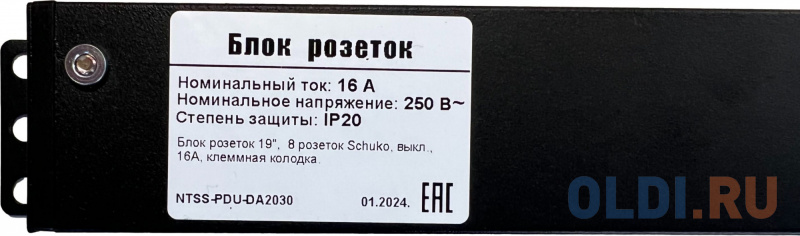 Блок розеток
Номинальный ток: 16 А
Номинальное напряжение: 250 В~
Степень защиты: IP20
Блок розеток 19", 8 розеток Schuko, выкл.,
16А, клеммная колодка.
NTSS-PDU-DA2030 01.2024. EAC
OLDI.RU